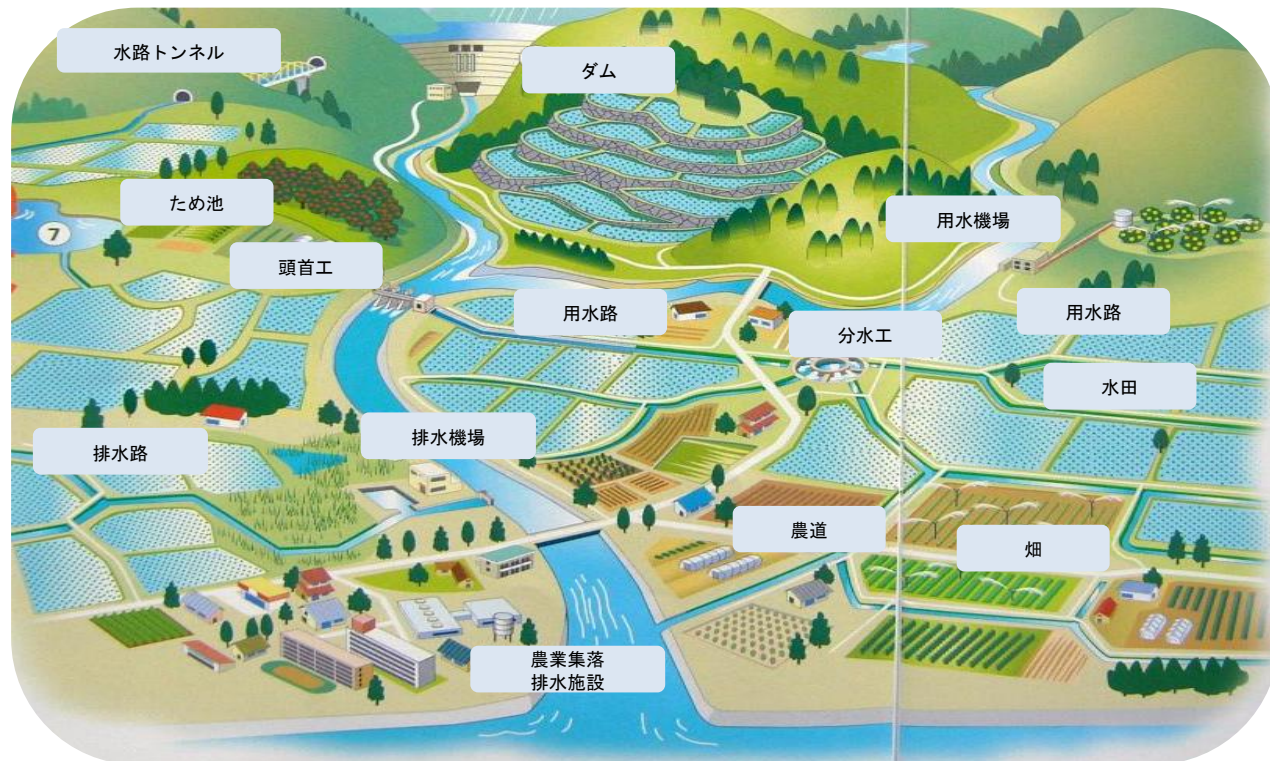 水路トンネル
ダム
ため池
用水機場
頭首工
用水路
用水路
分水工
水田
排水機場
排水路
農道
畑
農業集落
排水施設
7